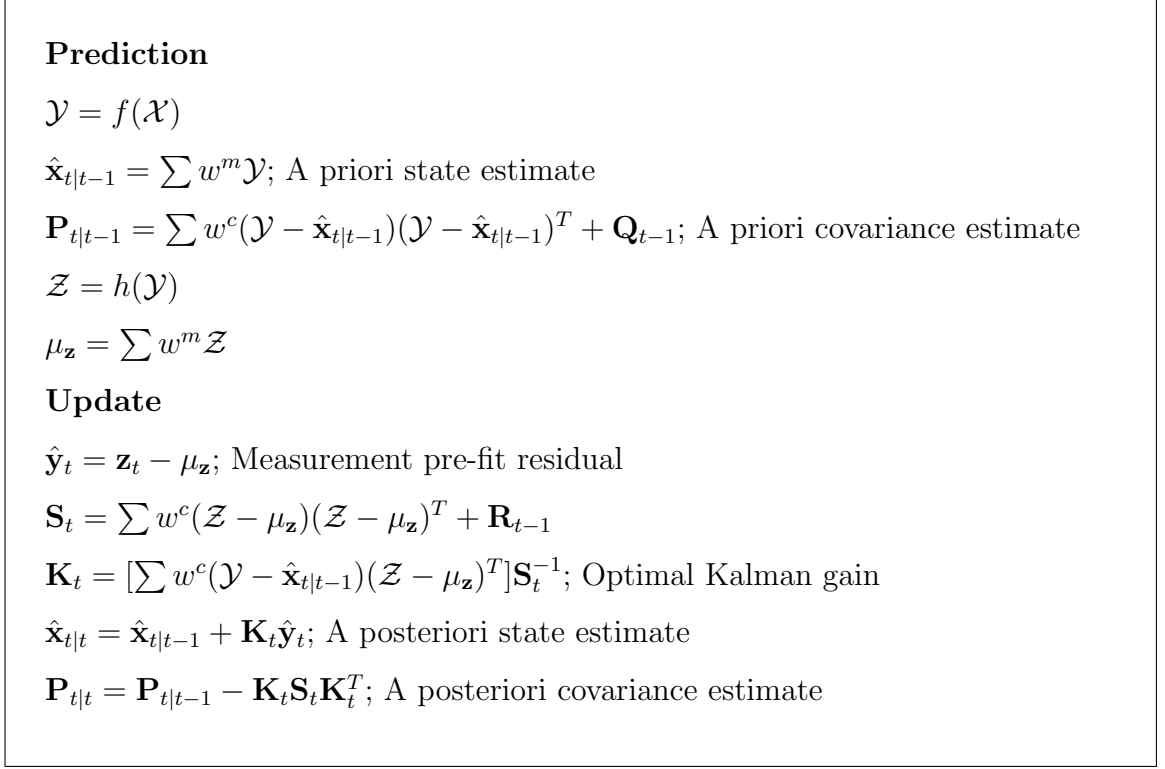 Prediction
𝒴 = f(𝒳)
x̂_{t|t−1} = ∑ w^m 𝒴; A priori state estimate
P_{t|t−1} = ∑ w^c(𝒴 − x̂_{t|t−1})(𝒴 − x̂_{t|t−1})^T + Q_{t−1}; A priori covariance estimate
𝒵 = h(𝒴)
μ_z = ∑ w^m 𝒵
Update
ŷ_t = z_t − μ_z; Measurement pre-fit residual
S_t = ∑ w^c(𝒵 − μ_z)(𝒵 − μ_z)^T + R_{t−1}
K_t = [∑ w^c(𝒴 − x̂_{t|t−1})(𝒵 − μ_z)^T]S_t^{−1}; Optimal Kalman gain
x̂_{t|t} = x̂_{t|t−1} + K_t ŷ_t; A posteriori state estimate
P_{t|t} = P_{t|t−1} − K_t S_t K_t^T; A posteriori covariance estimate